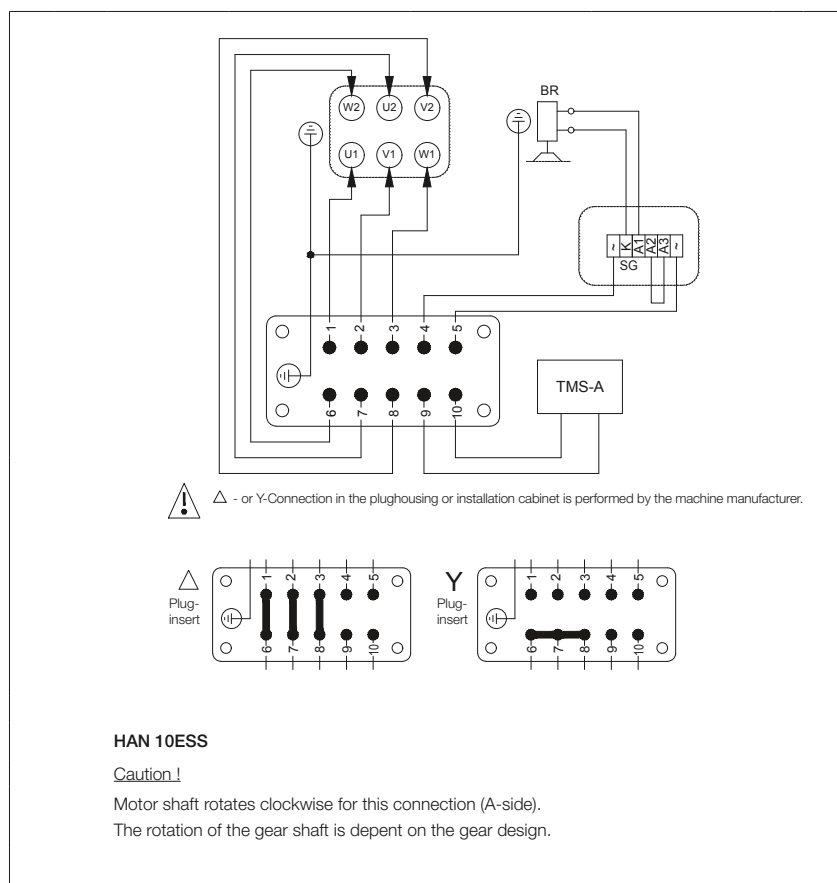 BR
W2 U2 V2
U1 V1 W1
~ K A1 A2 A3 ~
SG
1 2 3 4 5
6 7 8 9 10
TMS-A
△ - or Y-Connection in the plughousing or installation cabinet is performed by the machine manufacturer.
△
Plug-
insert
1 2 3 4 5
6 7 8 9 10
Y
Plug-
insert
1 2 3 4 5
6 7 8 9 10
HAN 10ESS
Caution !
Motor shaft rotates clockwise for this connection (A-side).
The rotation of the gear shaft is depent on the gear design.